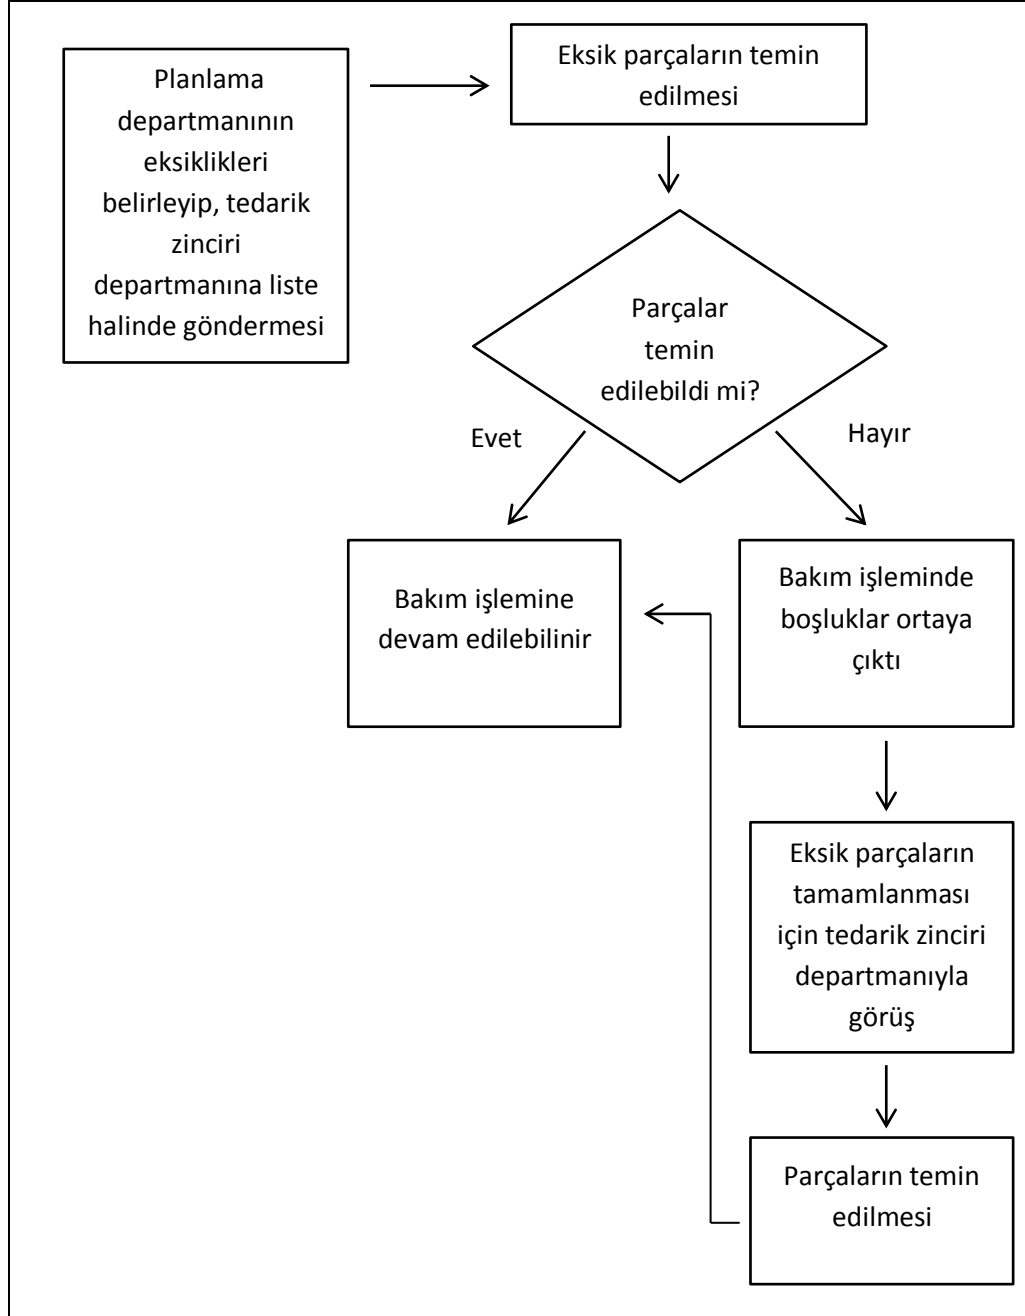 Planlama
departmanının
eksiklikleri
belirleyip, tedarik
zinciri
departmanına liste
halinde göndermesi
Eksik parçaların temin
edilmesi
Parçalar
temin
edilebildi mi?
Evet
Hayır
Bakım işlemine
devam edilebilinir
Bakım işleminde
boşluklar ortaya
çıktı
Eksik parçaların
tamamlanması
için tedarik zinciri
departmanıyla
görüş
Parçaların temin
edilmesi